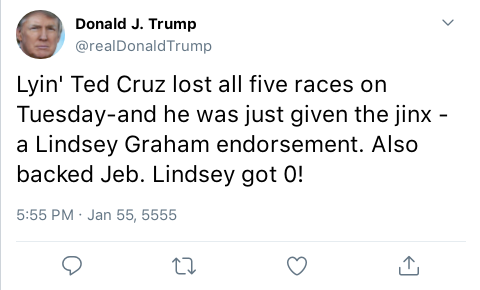 Donald J. Trump
@realDonaldTrump
Lyin' Ted Cruz lost all five races on
Tuesday-and he was just given the jinx -
a Lindsey Graham endorsement. Also
backed Jeb. Lindsey got 0!
5:55 PM · Jan 55, 5555